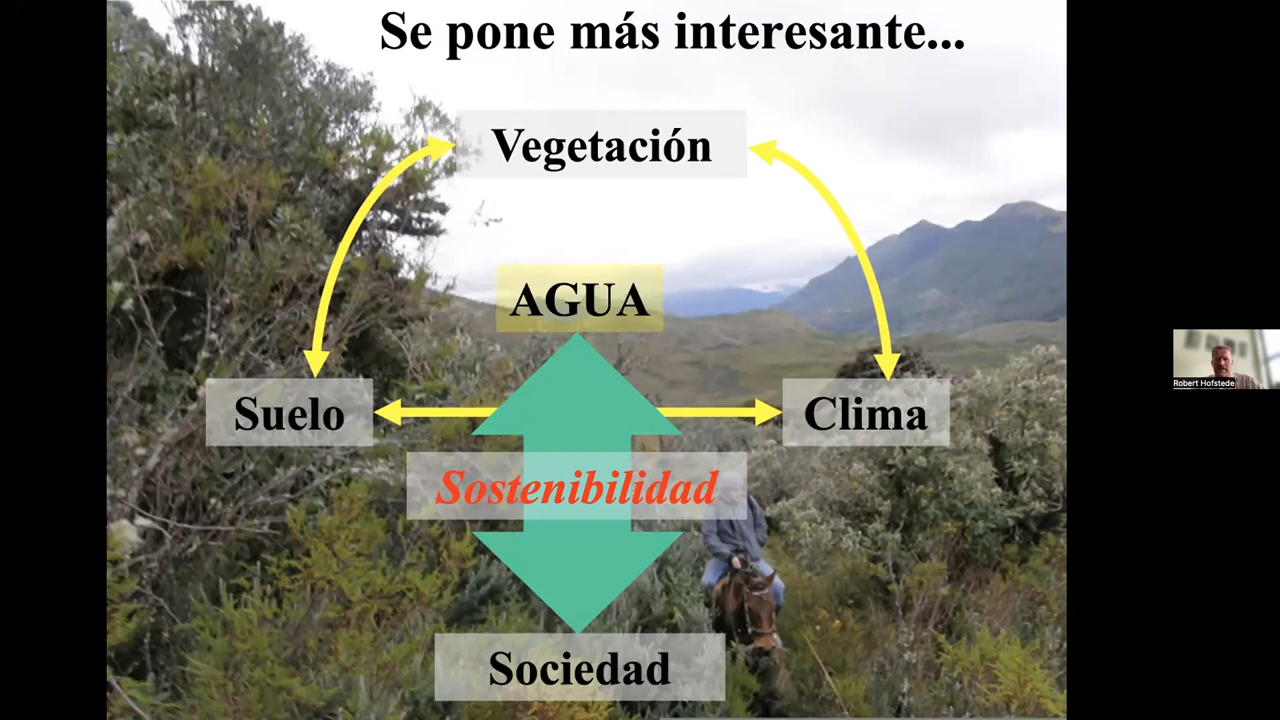 Se pone más interesante...
Vegetación
AGUA
Suelo
Clima
Sostenibilidad
Sociedad
Robert Hofstede